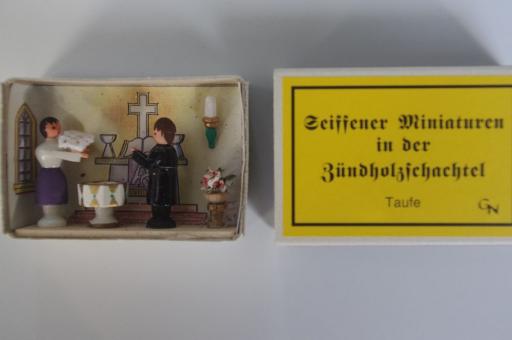 Seiffener Miniaturen
in der
Zündholzschachtel
Taufe
GN